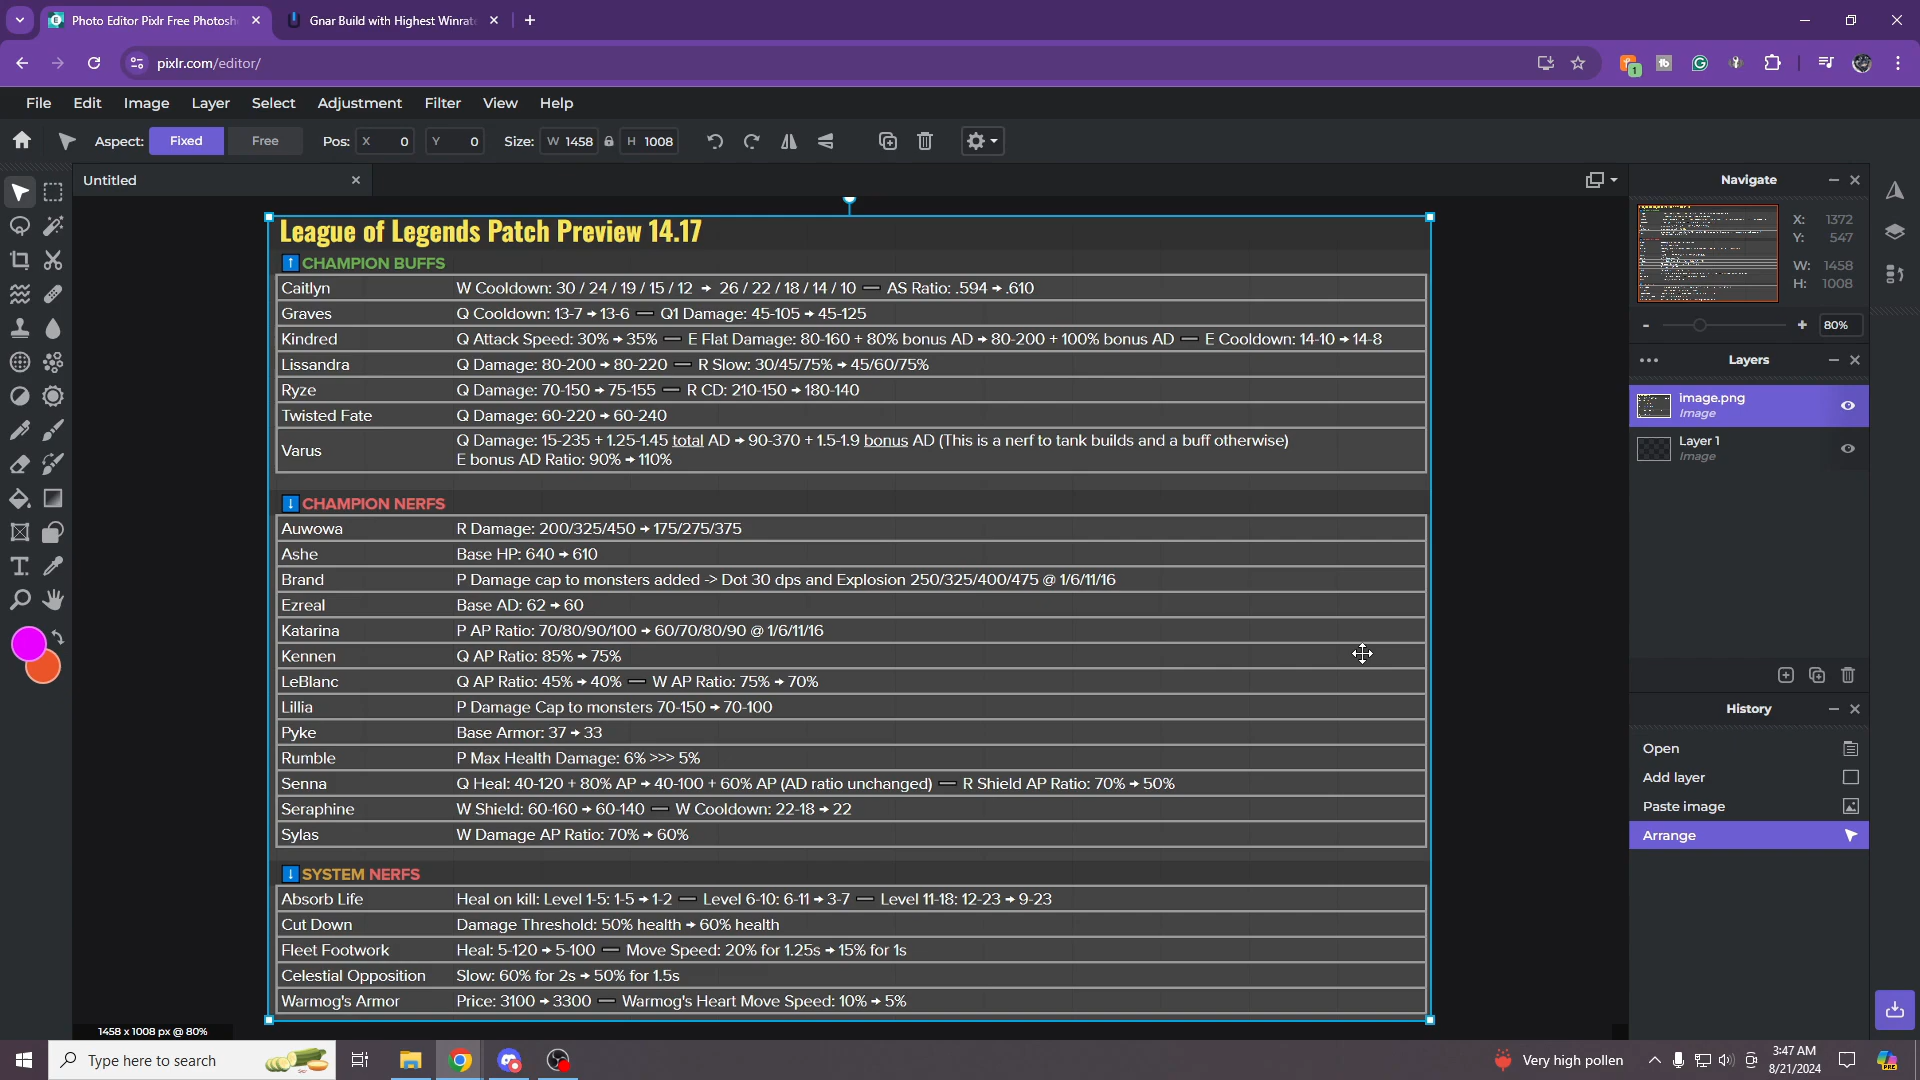 Photo Editor Pixlr Free Photosh
Gnar Build with Highest Winrate
pixlr.com/editor/
1
File Edit Image Layer Select Adjustment Filter View Help
Aspect: Fixed Free Pos: X 0 Y 0 Size: W 1458 H 1008
Untitled
League of Legends Patch Preview 14.17
↑ CHAMPION BUFFS
Caitlyn W Cooldown: 30 / 24 / 19 / 15 / 12 → 26 / 22 / 18 / 14 / 10 — AS Ratio: .594 → .610
Graves Q Cooldown: 13-7 → 13-6 — Q1 Damage: 45-105 → 45-125
Kindred Q Attack Speed: 30% → 35% — E Flat Damage: 80-160 + 80% bonus AD → 80-200 + 100% bonus AD — E Cooldown: 14-10 → 14-8
Lissandra Q Damage: 80-200 → 80-220 — R Slow: 30/45/75% → 45/60/75%
Ryze Q Damage: 70-150 → 75-155 — R CD: 210-150 → 180-140
Twisted Fate Q Damage: 60-220 → 60-240
Varus Q Damage: 15-235 + 1.25-1.45 total AD → 90-370 + 1.5-1.9 bonus AD (This is a nerf to tank builds and a buff otherwise)
E bonus AD Ratio: 90% → 110%
↓ CHAMPION NERFS
Auwowa R Damage: 200/325/450 → 175/275/375
Ashe Base HP: 640 → 610
Brand P Damage cap to monsters added -> Dot 30 dps and Explosion 250/325/400/475 @ 1/6/11/16
Ezreal Base AD: 62 → 60
Katarina P AP Ratio: 70/80/90/100 → 60/70/80/90 @ 1/6/11/16
Kennen Q AP Ratio: 85% → 75%
LeBlanc Q AP Ratio: 45% → 40% — W AP Ratio: 75% → 70%
Lillia P Damage Cap to monsters 70-150 → 70-100
Pyke Base Armor: 37 → 33
Rumble P Max Health Damage: 6% >>> 5%
Senna Q Heal: 40-120 + 80% AP → 40-100 + 60% AP (AD ratio unchanged) — R Shield AP Ratio: 70% → 50%
Seraphine W Shield: 60-160 → 60-140 — W Cooldown: 22-18 → 22
Sylas W Damage AP Ratio: 70% → 60%
↓ SYSTEM NERFS
Absorb Life Heal on kill: Level 1-5: 1-5 → 1-2 — Level 6-10: 6-11 → 3-7 — Level 11-18: 12-23 → 9-23
Cut Down Damage Threshold: 50% health → 60% health
Fleet Footwork Heal: 5-120 → 5-100 — Move Speed: 20% for 1.25s → 15% for 1s
Celestial Opposition Slow: 60% for 2s → 50% for 1.5s
Warmog's Armor Price: 3100 → 3300 — Warmog's Heart Move Speed: 10% → 5%
1458 x 1008 px @ 80%
Navigate
X: 1372
Y: 547
W: 1458
H: 1008
80%
Layers
image.png
Image
Layer 1
Image
History
Open
Add layer
Paste image
Arrange
Type here to search
Very high pollen
3:47 AM
8/21/2024